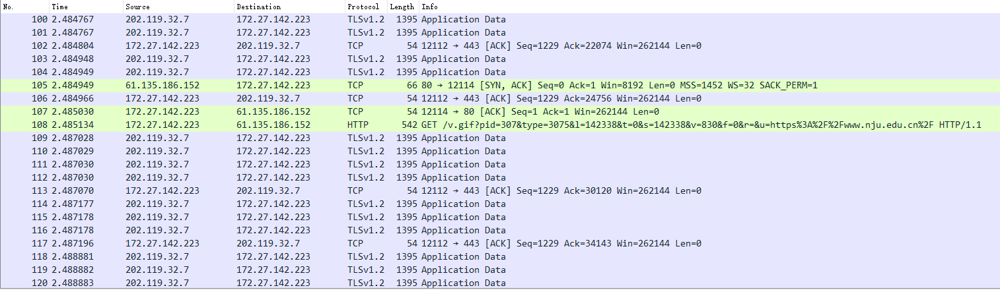 No. Time Source Destination Protocol Length Info
100 2.484767 202.119.32.7 172.27.142.223 TLSv1.2 1395 Application Data
101 2.484767 202.119.32.7 172.27.142.223 TLSv1.2 1395 Application Data
102 2.484804 172.27.142.223 202.119.32.7 TCP 54 12112 → 443 [ACK] Seq=1229 Ack=22074 Win=262144 Len=0
103 2.484948 202.119.32.7 172.27.142.223 TLSv1.2 1395 Application Data
104 2.484949 202.119.32.7 172.27.142.223 TLSv1.2 1395 Application Data
105 2.484949 61.135.186.152 172.27.142.223 TCP 66 80 → 12114 [SYN, ACK] Seq=0 Ack=1 Win=8192 Len=0 MSS=1452 WS=32 SACK_PERM=1
106 2.484966 172.27.142.223 202.119.32.7 TCP 54 12112 → 443 [ACK] Seq=1229 Ack=24756 Win=262144 Len=0
107 2.485030 172.27.142.223 61.135.186.152 TCP 54 12114 → 80 [ACK] Seq=1 Ack=1 Win=262144 Len=0
108 2.485134 172.27.142.223 61.135.186.152 HTTP 542 GET /v.gif?pid=307&type=3075&l=142338&t=0&s=142338&v=830&f=0&r=&u=https%3A%2F%2Fwww.nju.edu.cn%2F HTTP/1.1
109 2.487028 202.119.32.7 172.27.142.223 TLSv1.2 1395 Application Data
110 2.487029 202.119.32.7 172.27.142.223 TLSv1.2 1395 Application Data
111 2.487030 202.119.32.7 172.27.142.223 TLSv1.2 1395 Application Data
112 2.487030 202.119.32.7 172.27.142.223 TLSv1.2 1395 Application Data
113 2.487070 172.27.142.223 202.119.32.7 TCP 54 12112 → 443 [ACK] Seq=1229 Ack=30120 Win=262144 Len=0
114 2.487177 202.119.32.7 172.27.142.223 TLSv1.2 1395 Application Data
115 2.487178 202.119.32.7 172.27.142.223 TLSv1.2 1395 Application Data
116 2.487178 202.119.32.7 172.27.142.223 TLSv1.2 1395 Application Data
117 2.487196 172.27.142.223 202.119.32.7 TCP 54 12112 → 443 [ACK] Seq=1229 Ack=34143 Win=262144 Len=0
118 2.488881 202.119.32.7 172.27.142.223 TLSv1.2 1395 Application Data
119 2.488882 202.119.32.7 172.27.142.223 TLSv1.2 1395 Application Data
120 2.488883 202.119.32.7 172.27.142.223 TLSv1.2 1395 Application Data